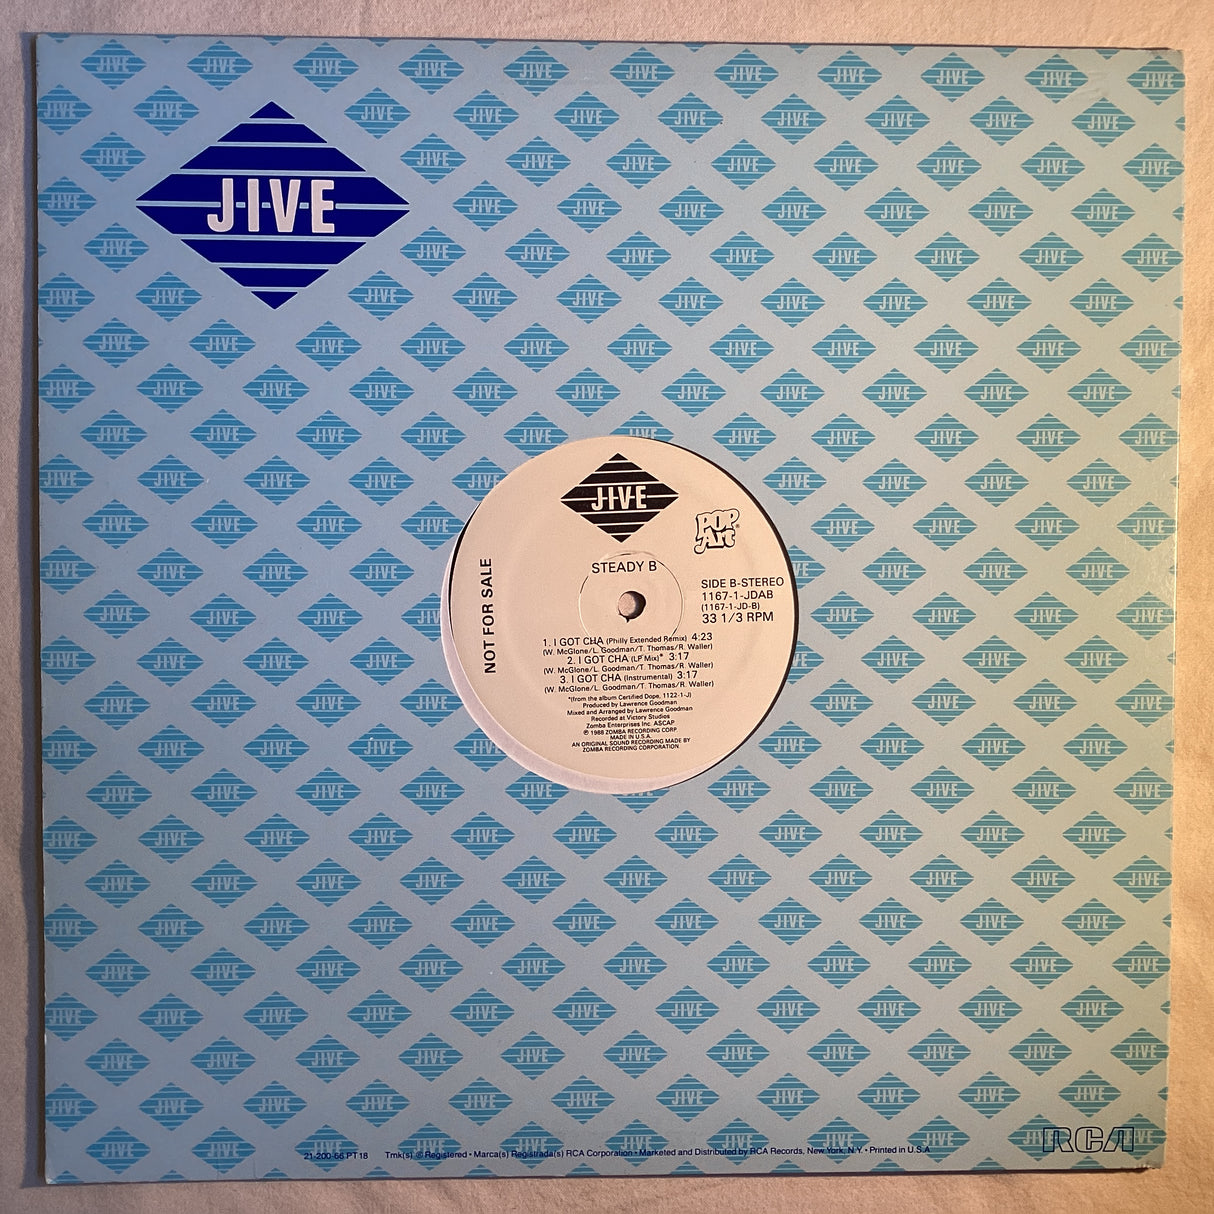 JIVE
JIVE
POP
Art
NOT FOR SALE
STEADY B
SIDE B-STEREO
1167-1-JDAB
(1167-1-JD-B)
33 1/3 RPM
1. I GOT CHA (Philly Extended Remix) 4:23
(W. McGlone/L. Goodman/T. Thomas/R. Waller)
2. I GOT CHA (LP Mix)* 3:17
(W. McGlone/L. Goodman/T. Thomas/R. Waller)
3. I GOT CHA (Instrumental) 3:17
(W. McGlone/L. Goodman/T. Thomas/R. Waller)
*(from the album Certified Dope, 1122-1-J)
Produced by Lawrence Goodman
Mixed and Arranged by Lawrence Goodman
Recorded at Victory Studios
Zomba Enterprises Inc. ASCAP
℗ 1988 ZOMBA RECORDING CORP.
MADE IN U.S.A.
AN ORIGINAL SOUND RECORDING MADE BY
ZOMBA RECORDING CORPORATION
RCA
21-200-66 PT 18 Tmk(s) ® Registered • Marca(s) Registrada(s) RCA Corporation • Marketed and Distributed by RCA Records, New York, N.Y. • Printed in U.S.A